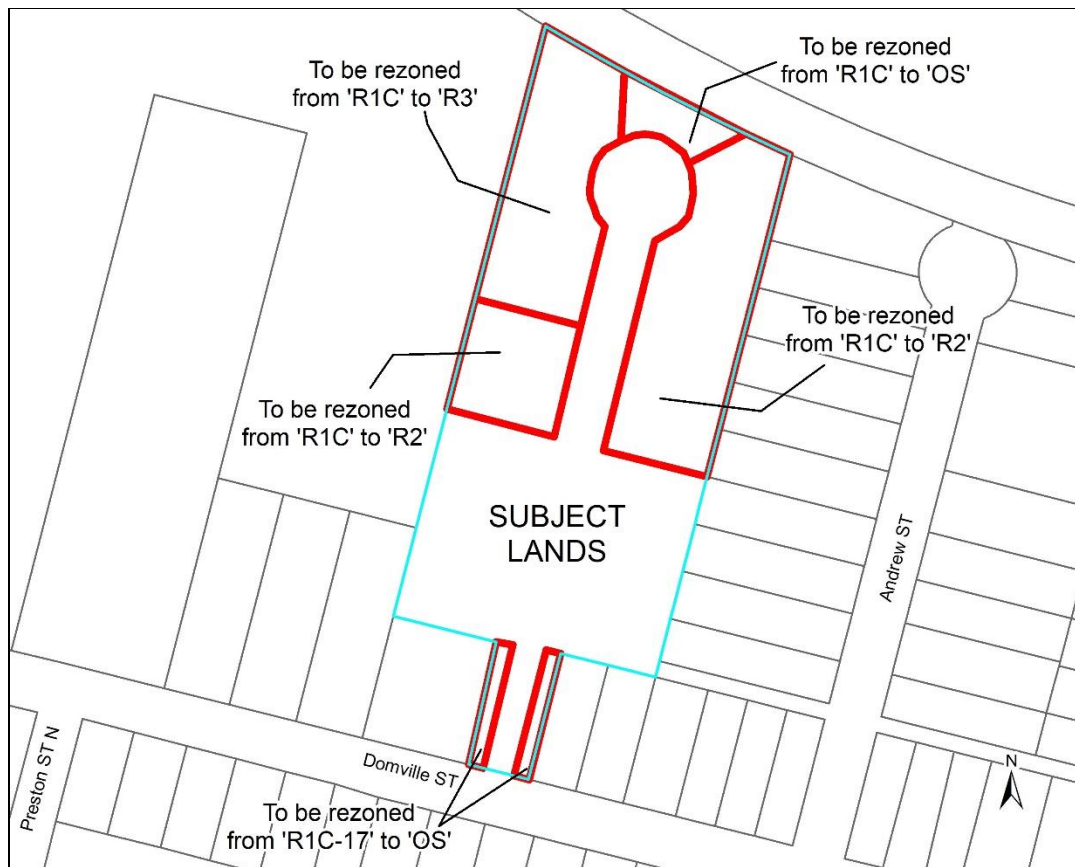 To be rezoned
from 'R1C' to 'OS'
To be rezoned
from 'R1C' to 'R3'
To be rezoned
from 'R1C' to 'R2'
To be rezoned
from 'R1C' to 'R2'
SUBJECT
LANDS
Andrew ST
Preston ST N
Domville ST
N
To be rezoned
from 'R1C-17' to 'OS'